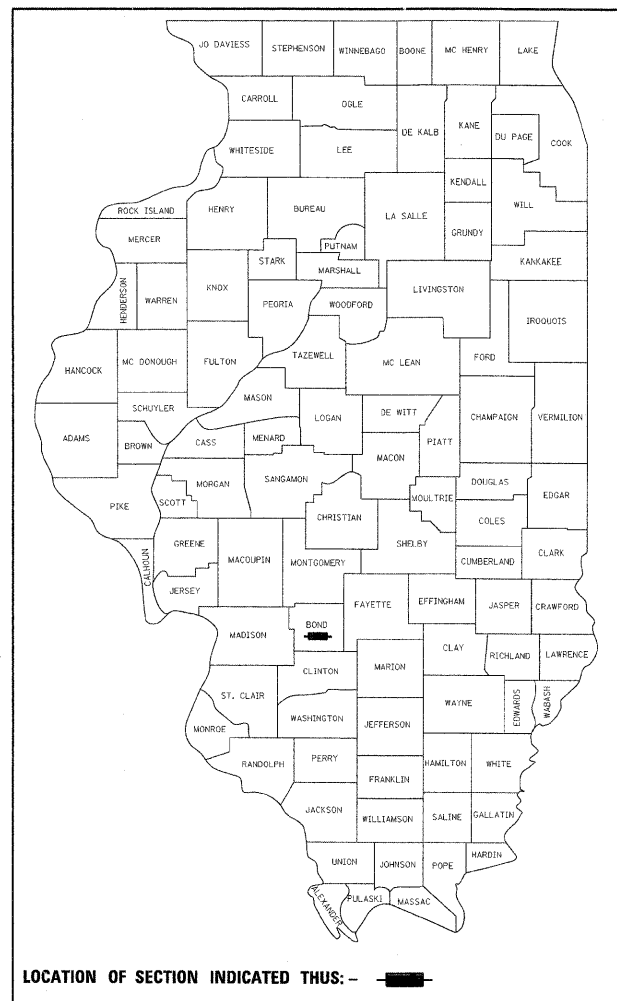 JO DAVIESS STEPHENSON WINNEBAGO BOONE MC HENRY LAKE
CARROLL OGLE DE KALB KANE DU PAGE COOK
WHITESIDE LEE
KENDALL WILL
ROCK ISLAND HENRY BUREAU LA SALLE
MERCER PUTNAM GRUNDY
STARK MARSHALL KANKAKEE
HENDERSON WARREN KNOX PEORIA WOODFORD LIVINGSTON IROQUOIS
HANCOCK MC DONOUGH FULTON TAZEWELL MC LEAN FORD
MASON
SCHUYLER LOGAN DE WITT CHAMPAIGN VERMILION
ADAMS BROWN CASS MENARD PIATT
MACON
MORGAN SANGAMON DOUGLAS
PIKE SCOTT MOULTRIE EDGAR
CHRISTIAN COLES
GREENE MACOUPIN MONTGOMERY SHELBY
CALHOUN CUMBERLAND CLARK
JERSEY FAYETTE EFFINGHAM JASPER CRAWFORD
MADISON BOND
CLAY RICHLAND LAWRENCE
CLINTON MARION
ST. CLAIR WAYNE EDWARDS WABASH
WASHINGTON JEFFERSON
MONROE
RANDOLPH PERRY HAMILTON WHITE
FRANKLIN
JACKSON WILLIAMSON SALINE GALLATIN
UNION JOHNSON POPE HARDIN
ALEXANDER PULASKI MASSAC
LOCATION OF SECTION INDICATED THUS: –